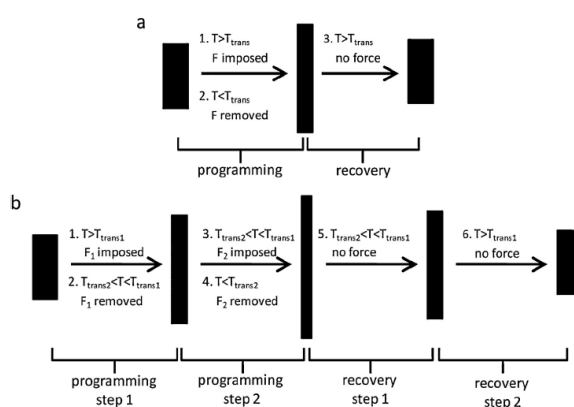 a
1. T>Ttrans
F imposed
2. T<Ttrans
F removed
3. T>Ttrans
no force
programming
recovery
b
1. T>Ttrans1
F1 imposed
2. Ttrans2<T<Ttrans1
F1 removed
3. Ttrans2<T<Ttrans1
F2 imposed
4. T<Ttrans2
F2 removed
5. Ttrans2<T<Ttrans1
no force
6. T>Ttrans1
no force
programming
step 1
programming
step 2
recovery
step 1
recovery
step 2